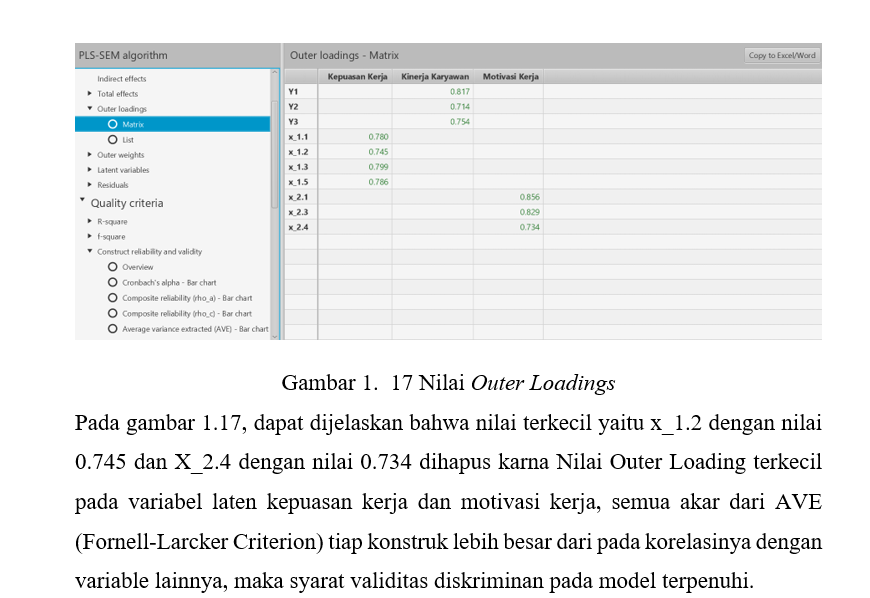 PLS-SEM algorithm
Indirect effects
Total effects
Outer loadings
Matrix
List
Outer weights
Latent variables
Residuals
Quality criteria
R-square
f-square
Construct reliability and validity
Overview
Cronbach's alpha - Bar chart
Composite reliability (rho_a) - Bar chart
Composite reliability (rho_c) - Bar chart
Average variance extracted (AVE) - Bar chart
Outer loadings - Matrix
Copy to Excel/Word
Kepuasan Kerja Kinerja Karyawan Motivasi Kerja
Y1 0.817
Y2 0.714
Y3 0.754
x_1.1 0.780
x_1.2 0.745
x_1.3 0.799
x_1.5 0.786
x_2.1 0.856
x_2.3 0.829
x_2.4 0.734
Gambar 1. 17 Nilai Outer Loadings
Pada gambar 1.17, dapat dijelaskan bahwa nilai terkecil yaitu x_1.2 dengan nilai
0.745 dan X_2.4 dengan nilai 0.734 dihapus karna Nilai Outer Loading terkecil
pada variabel laten kepuasan kerja dan motivasi kerja, semua akar dari AVE
(Fornell-Larcker Criterion) tiap konstruk lebih besar dari pada korelasinya dengan
variable lainnya, maka syarat validitas diskriminan pada model terpenuhi.